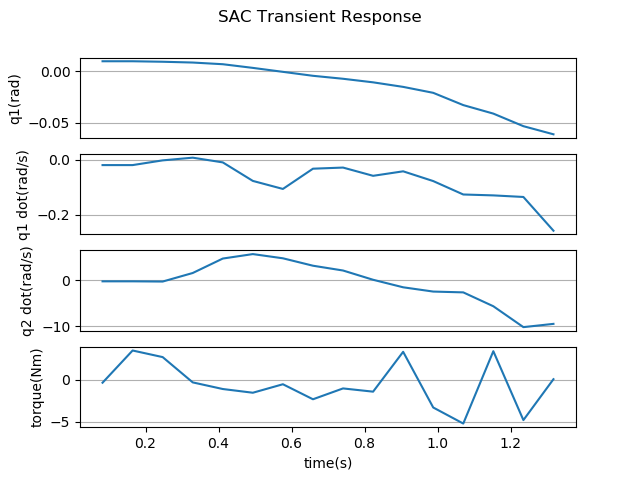 SAC Transient Response
q1(rad)
0.00
−0.05
q1 dot(rad/s)
0.0
−0.2
q2 dot(rad/s)
0
−10
torque(Nm)
0
−5
0.2 0.4 0.6 0.8 1.0 1.2
time(s)